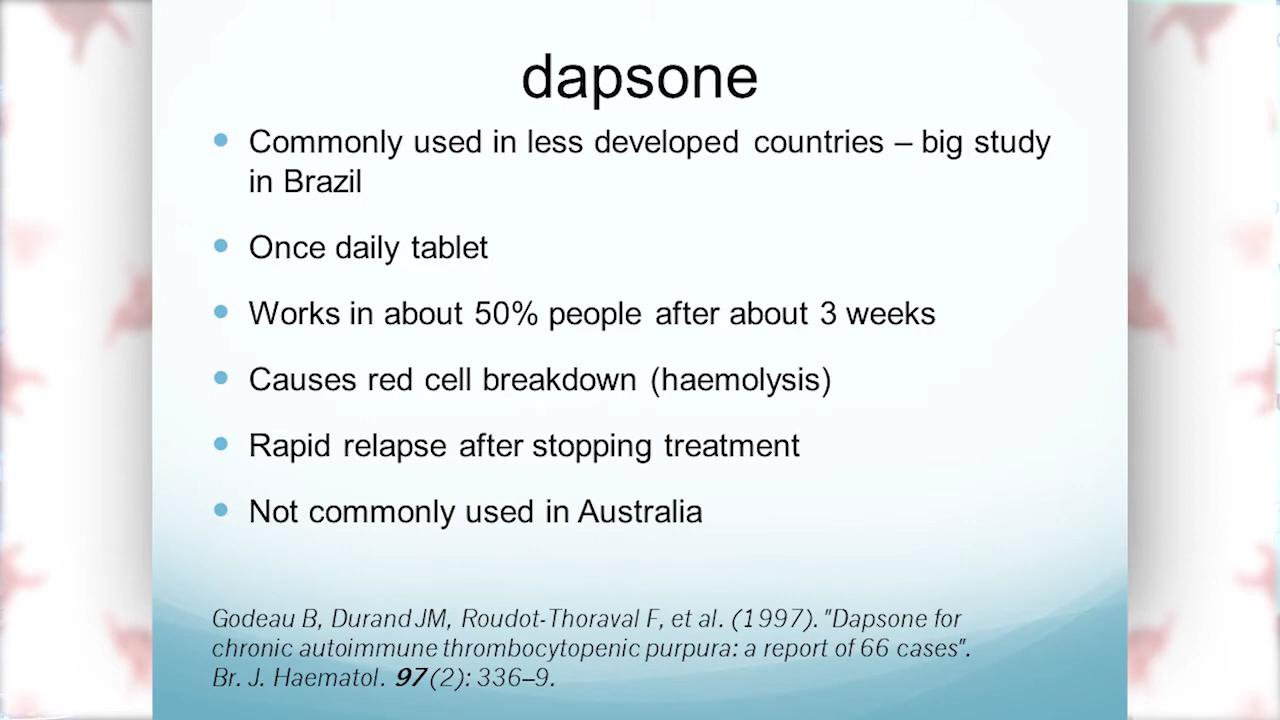 dapsone
Commonly used in less developed countries – big study
in Brazil
Once daily tablet
Works in about 50% people after about 3 weeks
Causes red cell breakdown (haemolysis)
Rapid relapse after stopping treatment
Not commonly used in Australia
Godeau B, Durand JM, Roudot-Thoraval F, et al. (1997). "Dapsone for
chronic autoimmune thrombocytopenic purpura: a report of 66 cases".
Br. J. Haematol. 97 (2): 336–9.